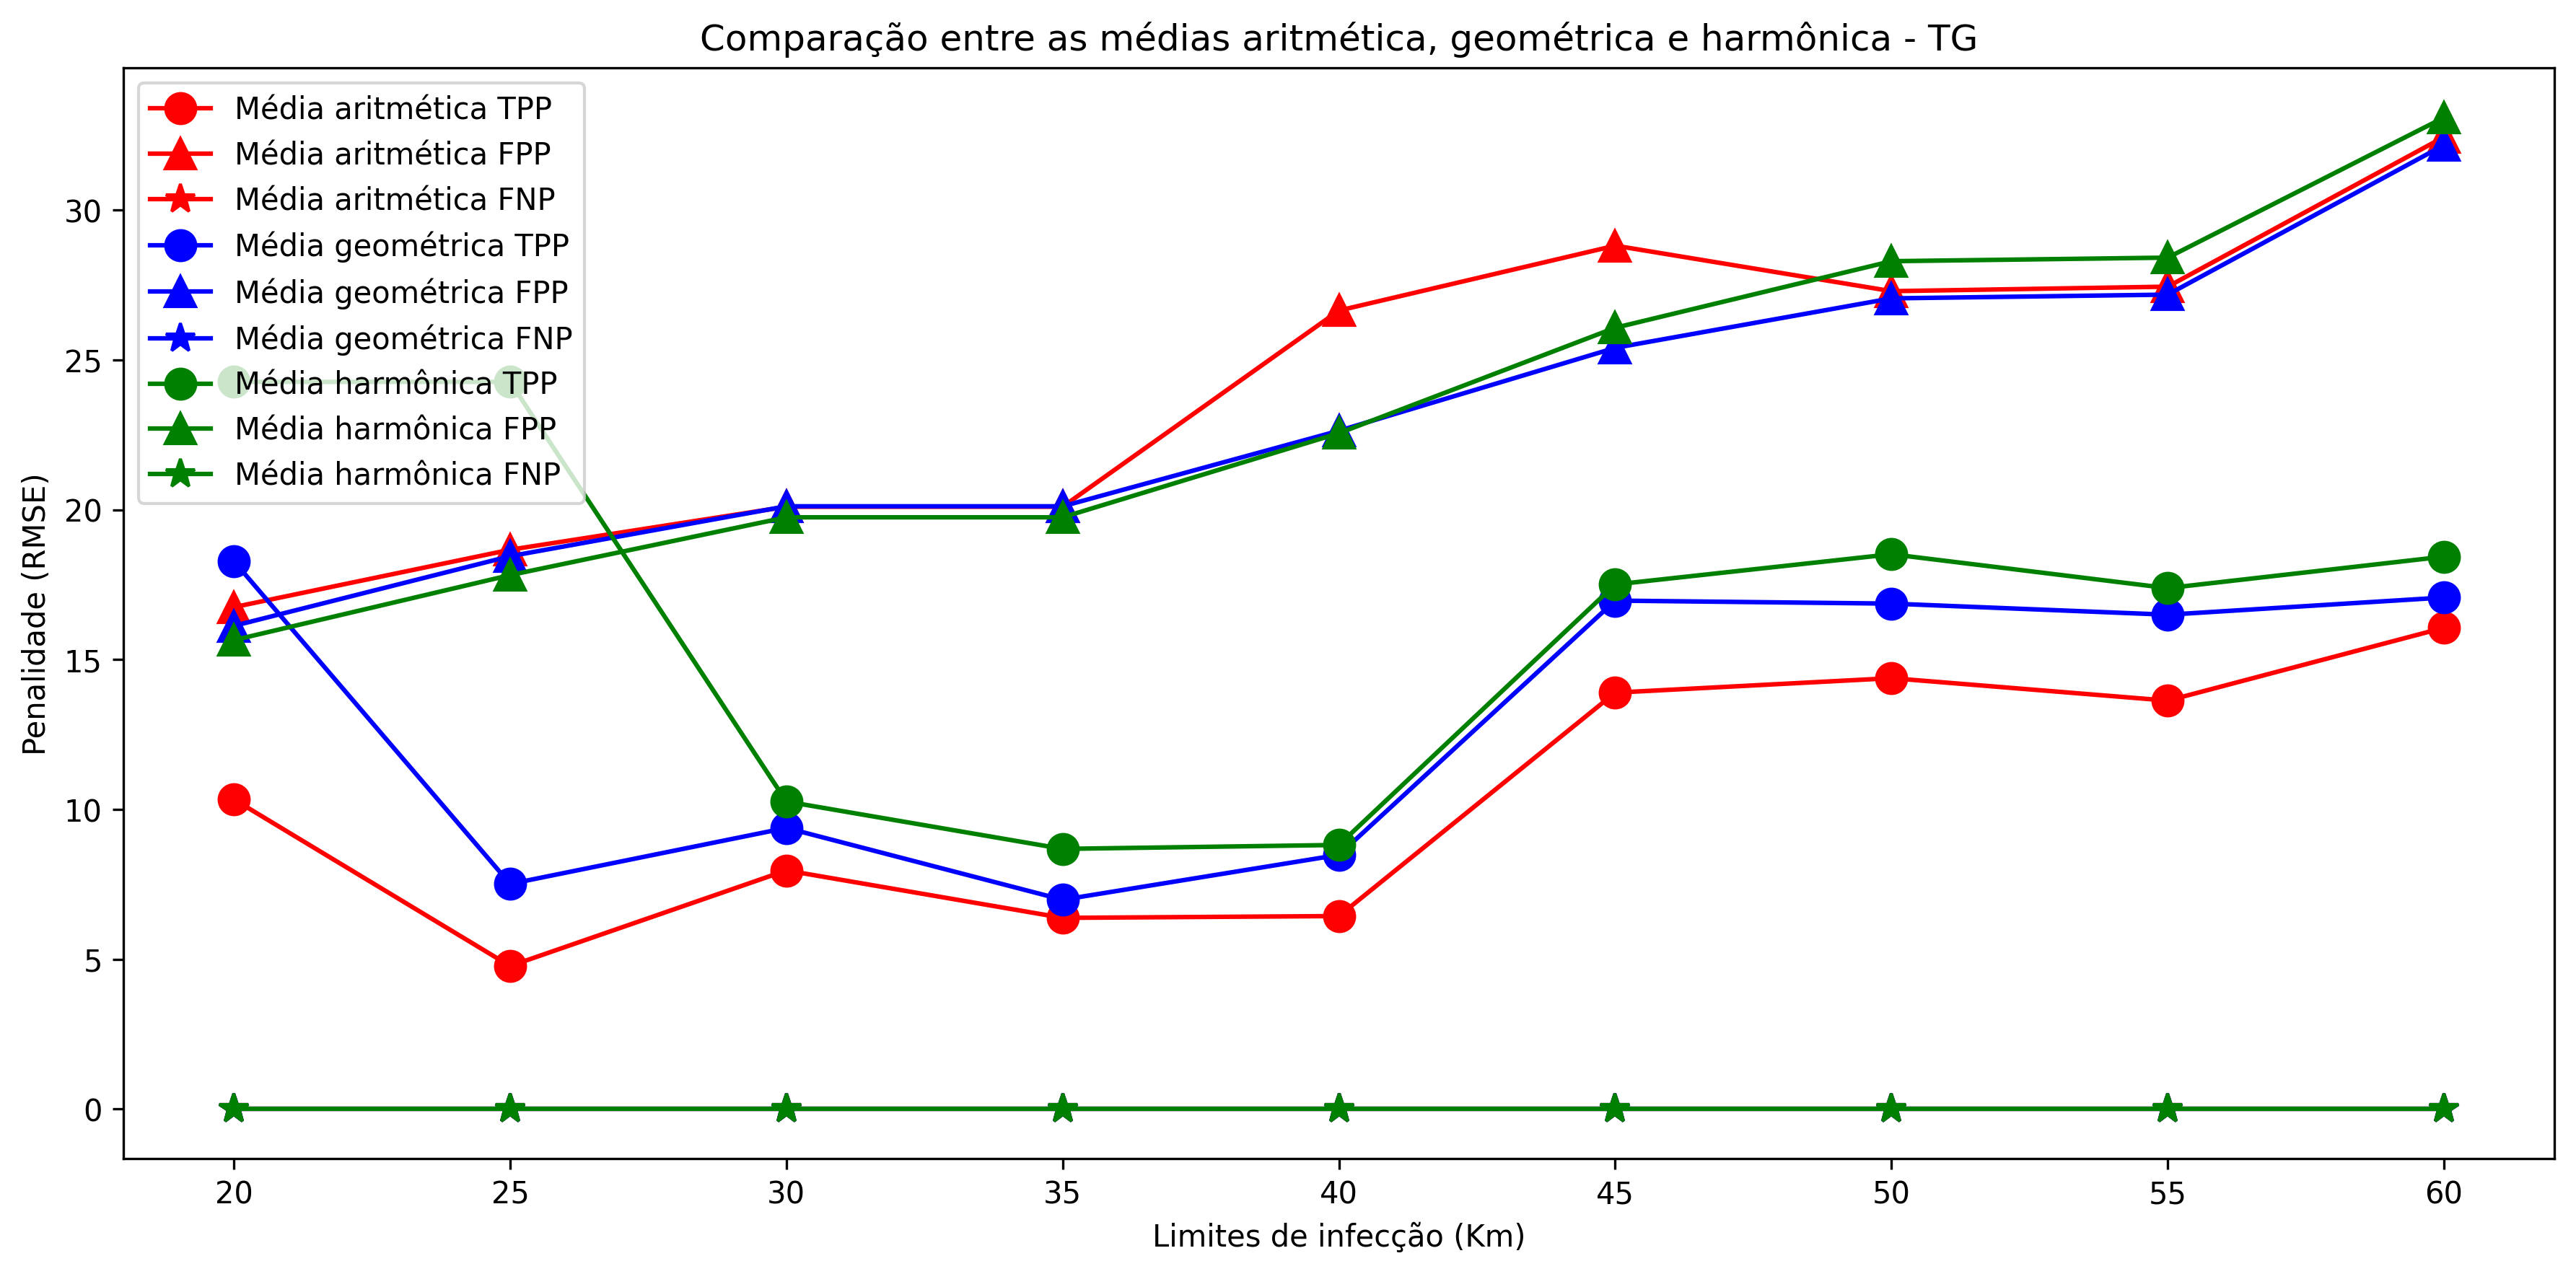 Comparação entre as médias aritmética, geométrica e harmônica - TG
Média aritmética TPP
Média aritmética FPP
Média aritmética FNP
Média geométrica TPP
Média geométrica FPP
Média geométrica FNP
Média harmônica TPP
Média harmônica FPP
Média harmônica FNP
Penalidade (RMSE)
30
25
20
15
10
5
0
20 25 30 35 40 45 50 55 60
Limites de infecção (Km)